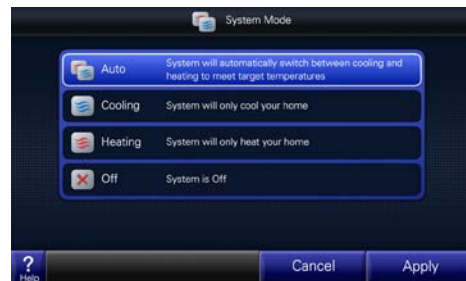 System Mode
Auto
System will automatically switch between cooling and
heating to meet target temperatures
Cooling
System will only cool your home
Heating
System will only heat your home
Off
System is Off
?
Help
Cancel
Apply